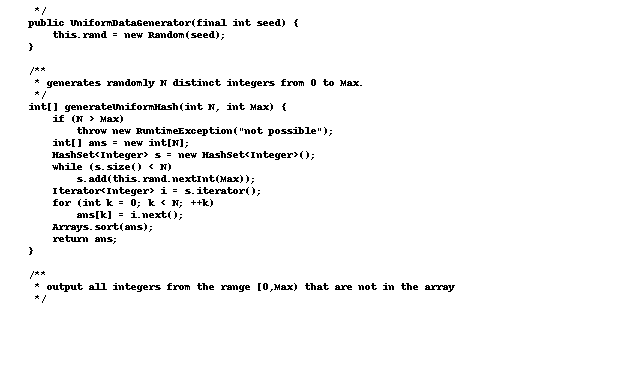 */
public UniformDataGenerator(final int seed) {
this.rand = new Random(seed);
}
/**
* generates randomly N distinct integers from 0 to Max.
*/
int[] generateUniformHash(int N, int Max) {
if (N > Max)
throw new RuntimeException("not possible");
int[] ans = new int[N];
HashSet<Integer> s = new HashSet<Integer>();
while (s.size() < N)
s.add(this.rand.nextInt(Max));
Iterator<Integer> i = s.iterator();
for (int k = 0; k < N; ++k)
ans[k] = i.next();
Arrays.sort(ans);
return ans;
}
/**
* output all integers from the range [0,Max) that are not in the array
*/